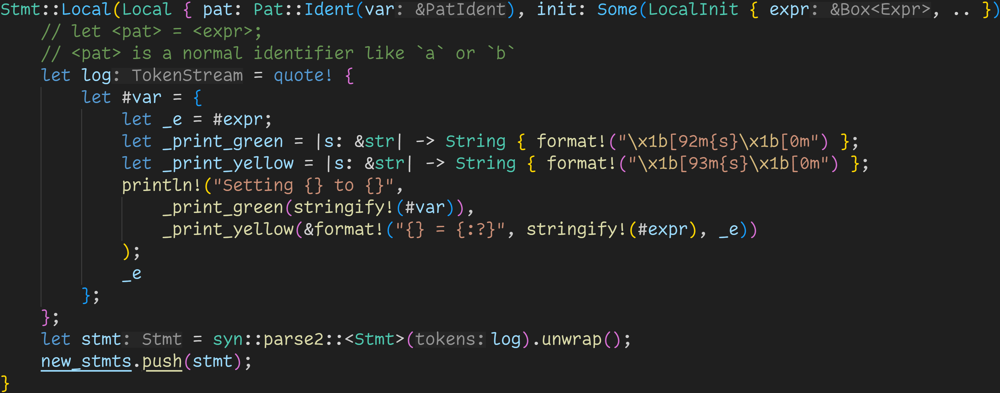 Stmt::Local(Local { pat: Pat::Ident(var: &PatIdent), init: Some(LocalInit { expr: &Box<Expr>, .. })
    // let <pat> = <expr>;
    // <pat> is a normal identifier like `a` or `b`
    let log: TokenStream = quote! {
        let #var = {
            let _e = #expr;
            let _print_green = |s: &str| -> String { format!("\x1b[92m{s}\x1b[0m") };
            let _print_yellow = |s: &str| -> String { format!("\x1b[93m{s}\x1b[0m") };
            println!("Setting {} to {}",
                _print_green(stringify!(#var)),
                _print_yellow(&format!("{} = {:?}", stringify!(#expr), _e))
            );
            _e
        };
    };
    let stmt: Stmt = syn::parse2::<Stmt>(tokens: log).unwrap();
    new_stmts.push(stmt);
}